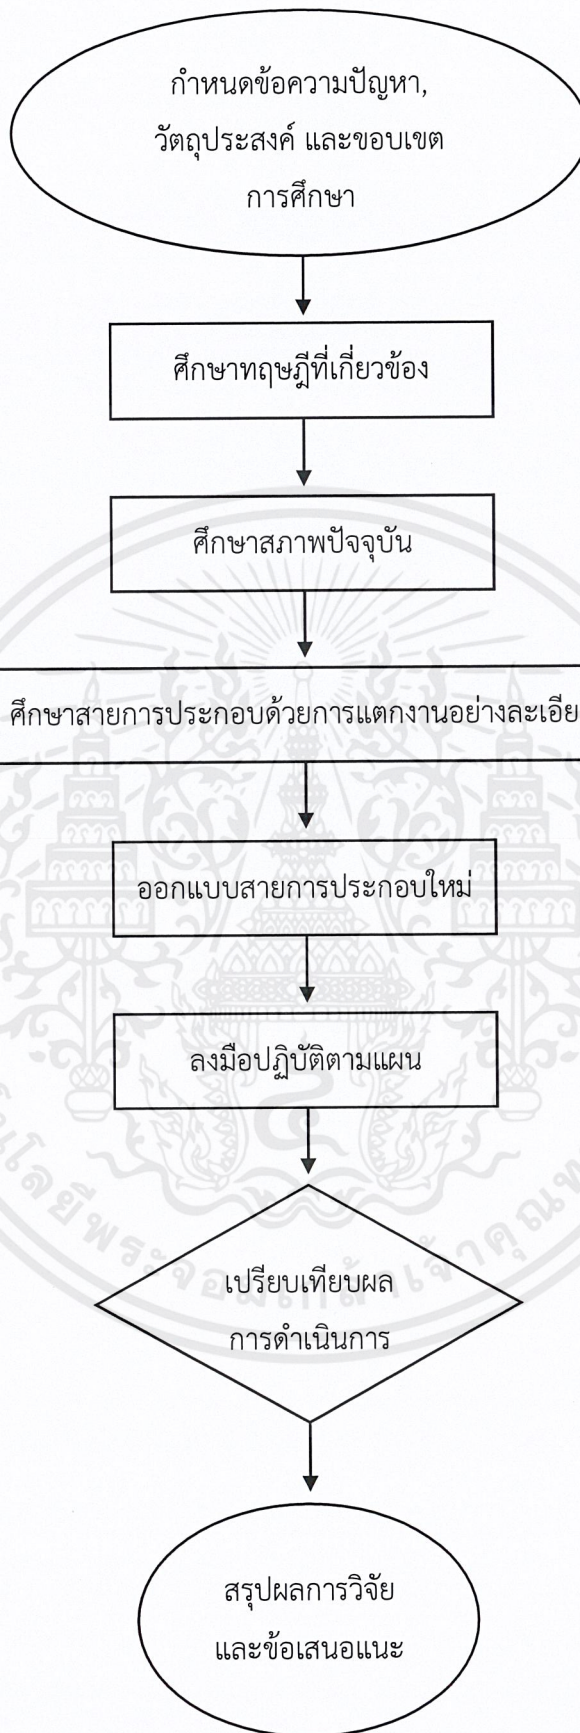 กำหนดข้อความปัญหา,
วัตถุประสงค์ และขอบเขต
การศึกษา
ศึกษาทฤษฎีที่เกี่ยวข้อง
ศึกษาสภาพปัจจุบัน
ศึกษาสายการประกอบด้วยการแตกงานอย่างละเอีย
ออกแบบสายการประกอบใหม่
ลงมือปฏิบัติตามแผน
เปรียบเทียบผล
การดำเนินการ
สรุปผลการวิจัย
และข้อเสนอแนะ